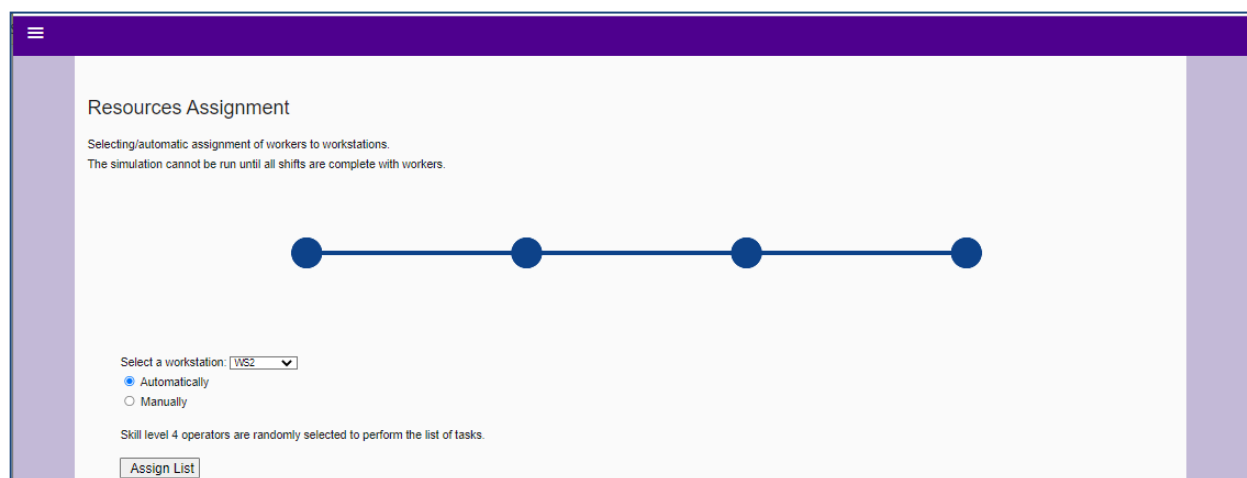 Resources Assignment
Selecting/automatic assignment of workers to workstations.
The simulation cannot be run until all shifts are complete with workers.
Select a workstation: WS2
Automatically
Manually
Skill level 4 operators are randomly selected to perform the list of tasks.
Assign List